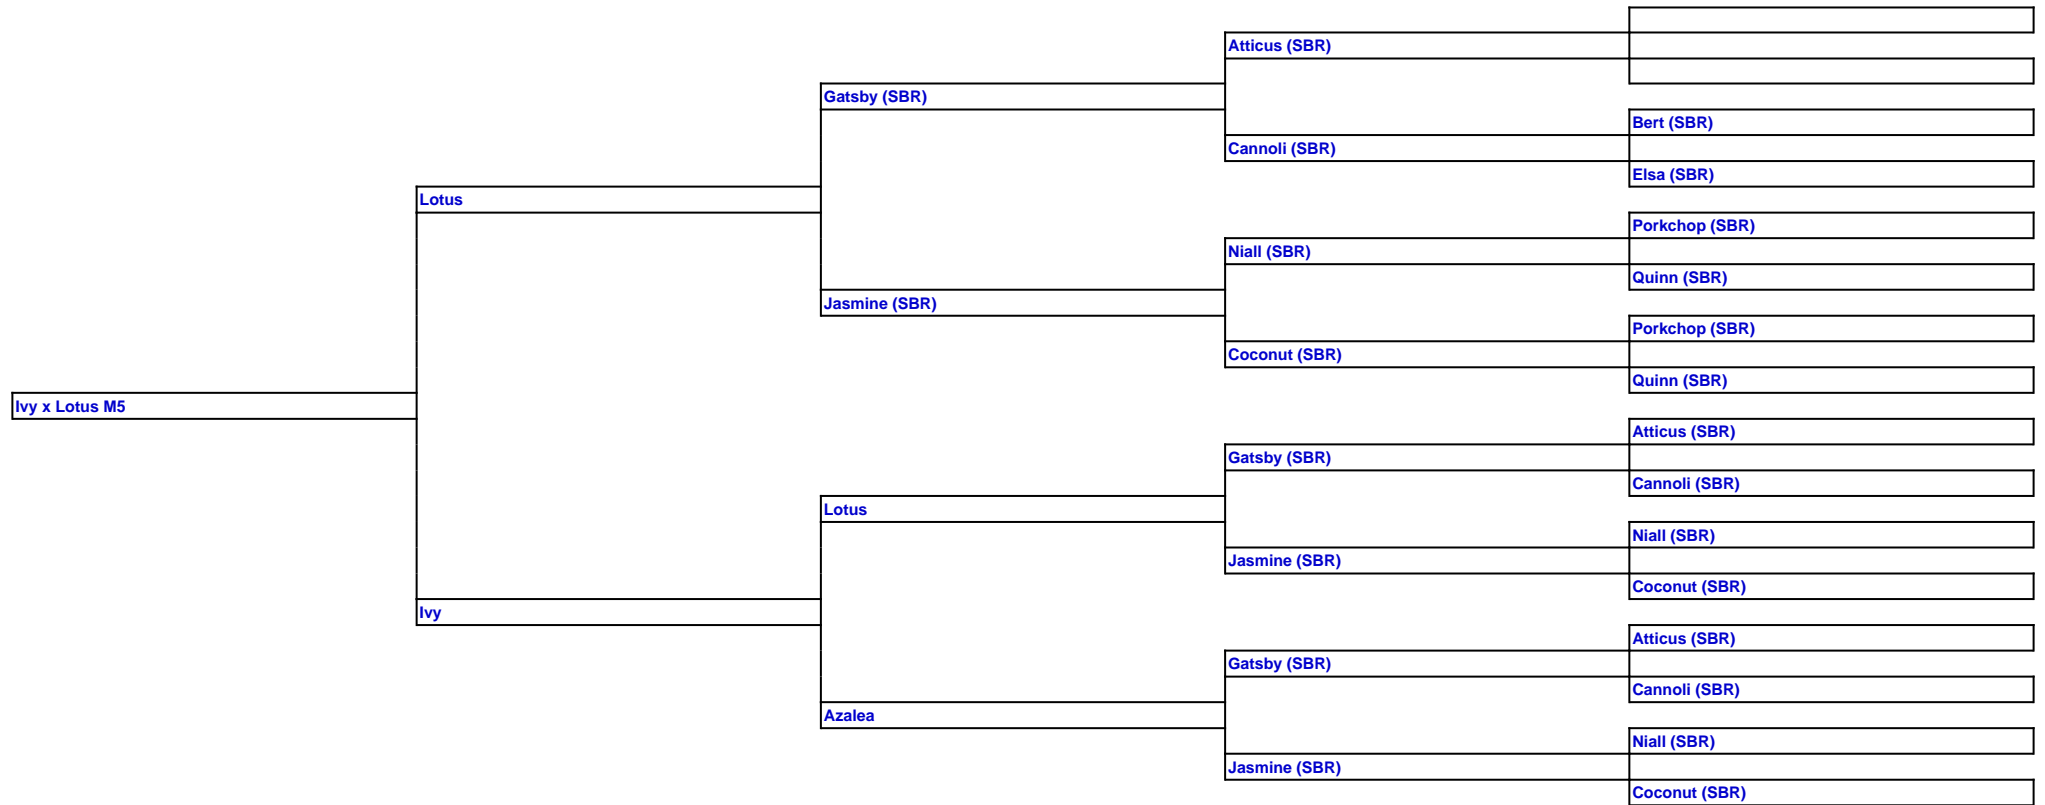 Atticus (SBR)
Gatsby (SBR)
Bert (SBR)
Cannoli (SBR)
Elsa (SBR)
Lotus
Porkchop (SBR)
Niall (SBR)
Quinn (SBR)
Jasmine (SBR)
Porkchop (SBR)
Coconut (SBR)
Quinn (SBR)
Ivy x Lotus M5
Atticus (SBR)
Gatsby (SBR)
Cannoli (SBR)
Lotus
Niall (SBR)
Jasmine (SBR)
Coconut (SBR)
Ivy
Atticus (SBR)
Gatsby (SBR)
Cannoli (SBR)
Azalea
Niall (SBR)
Jasmine (SBR)
Coconut (SBR)